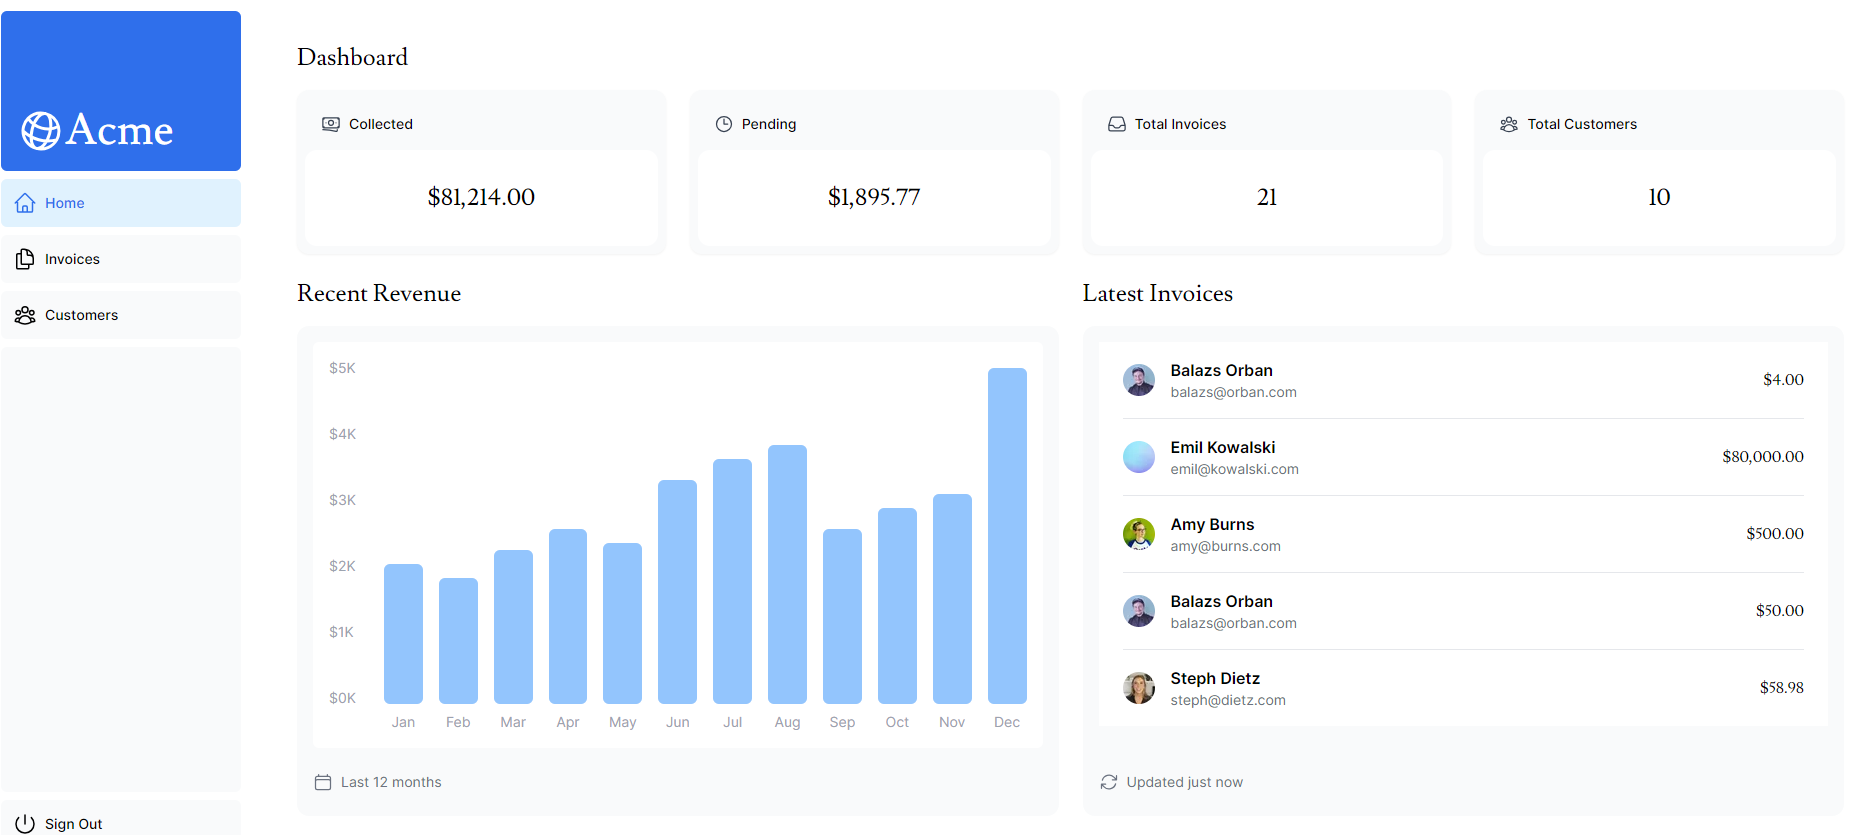 Acme
Home
Invoices
Customers
Sign Out
Dashboard
Collected
$81,214.00
Pending
$1,895.77
Total Invoices
21
Total Customers
10
Recent Revenue
$5K
$4K
$3K
$2K
$1K
$0K
Jan Feb Mar Apr May Jun Jul Aug Sep Oct Nov Dec
Last 12 months
Latest Invoices
Balazs Orban
balazs@orban.com
$4.00
Emil Kowalski
emil@kowalski.com
$80,000.00
Amy Burns
amy@burns.com
$500.00
Balazs Orban
balazs@orban.com
$50.00
Steph Dietz
steph@dietz.com
$58.98
Updated just now